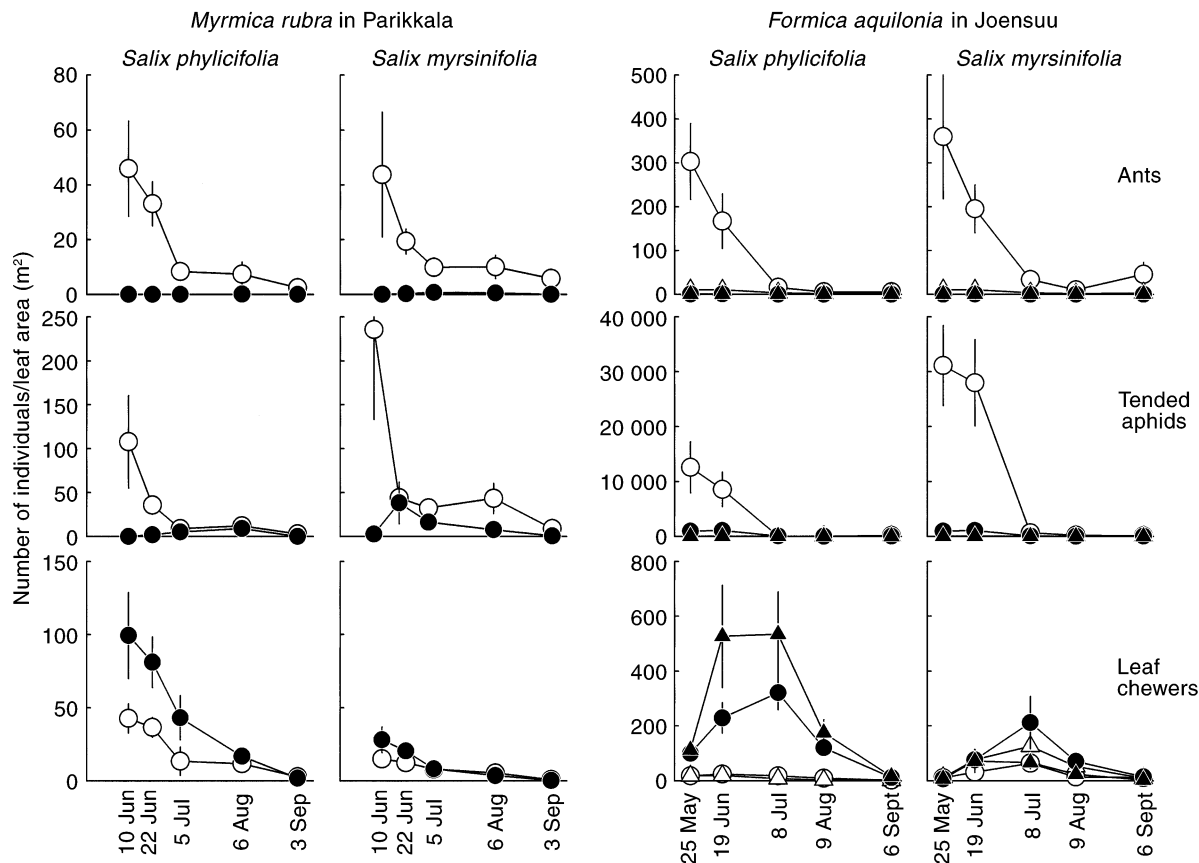 Myrmica rubra in Parikkala
Formica aquilonia in Joensuu
Salix phylicifolia
Salix myrsinifolia
Salix phylicifolia
Salix myrsinifolia
Number of individuals/leaf area (m²)
80
60
40
20
0
500
400
300
200
100
0
Ants
250
200
150
100
50
0
40 000
30 000
20 000
10 000
0
Tended
aphids
150
100
50
0
800
600
400
200
0
Leaf
chewers
10 Jun
22 Jun
5 Jul
6 Aug
3 Sep
10 Jun
22 Jun
5 Jul
6 Aug
3 Sep
25 May
19 Jun
8 Jul
9 Aug
6 Sept
25 May
19 Jun
8 Jul
9 Aug
6 Sept